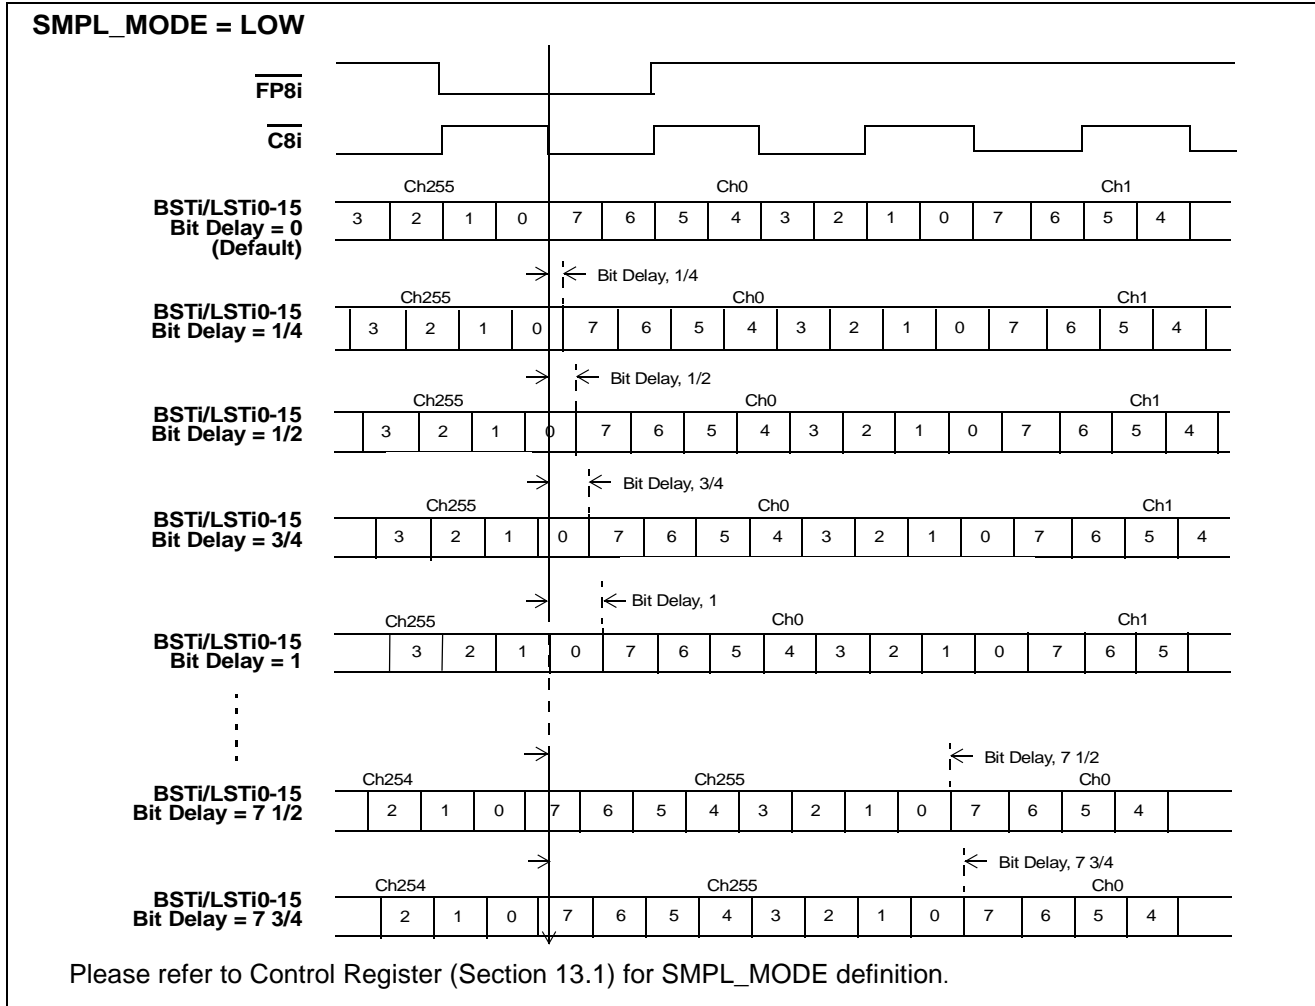 SMPL_MODE = LOW
FP8i
C8i
Ch255 Ch0 Ch1
BSTi/LSTi0-15
Bit Delay = 0
(Default)
3 2 1 0 7 6 5 4 3 2 1 0 7 6 5 4
Bit Delay, 1/4
Ch255 Ch0 Ch1
BSTi/LSTi0-15
Bit Delay = 1/4
3 2 1 0 7 6 5 4 3 2 1 0 7 6 5 4
Bit Delay, 1/2
Ch255 Ch0 Ch1
BSTi/LSTi0-15
Bit Delay = 1/2
3 2 1 0 7 6 5 4 3 2 1 0 7 6 5 4
Bit Delay, 3/4
Ch255 Ch0 Ch1
BSTi/LSTi0-15
Bit Delay = 3/4
3 2 1 0 7 6 5 4 3 2 1 0 7 6 5 4
Bit Delay, 1
Ch255 Ch0 Ch1
BSTi/LSTi0-15
Bit Delay = 1
3 2 1 0 7 6 5 4 3 2 1 0 7 6 5
Bit Delay, 7 1/2
Ch254 Ch255 Ch0
BSTi/LSTi0-15
Bit Delay = 7 1/2
2 1 0 7 6 5 4 3 2 1 0 7 6 5 4
Bit Delay, 7 3/4
Ch254 Ch255 Ch0
BSTi/LSTi0-15
Bit Delay = 7 3/4
2 1 0 7 6 5 4 3 2 1 0 7 6 5 4
Please refer to Control Register (Section 13.1) for SMPL_MODE definition.